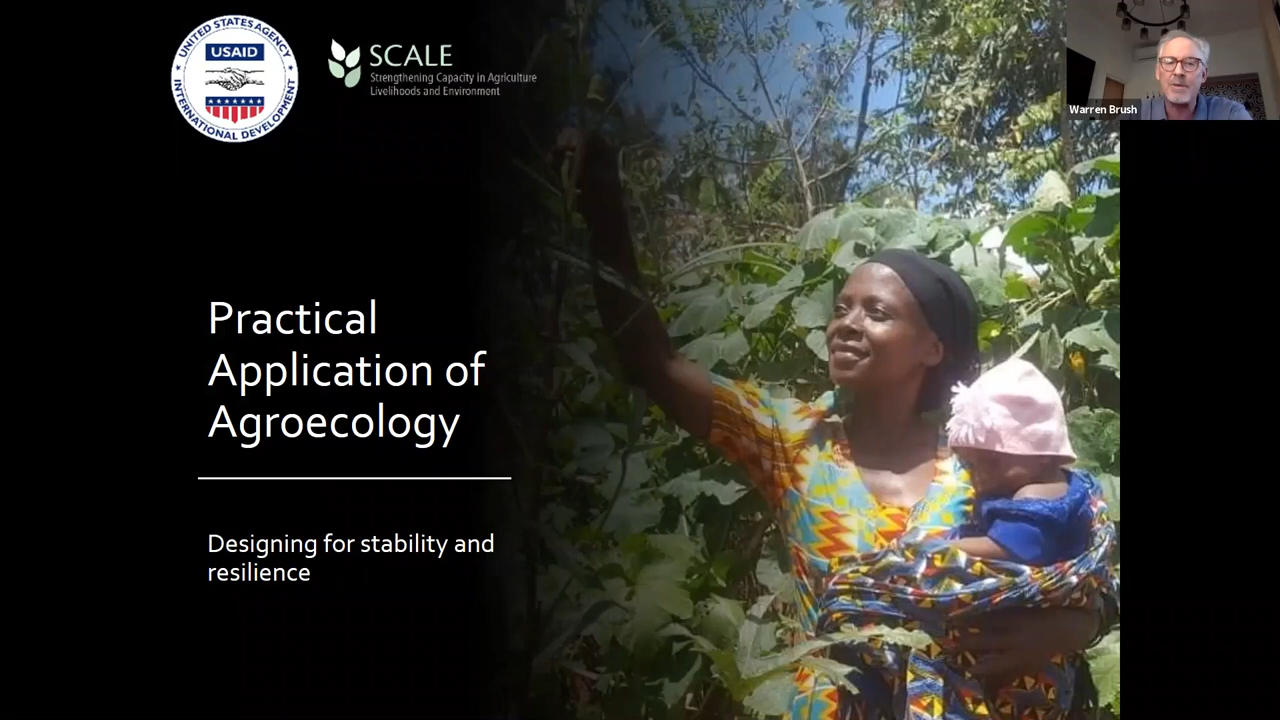 UNITED STATES AGENCY
USAID
INTERNATIONAL DEVELOPMENT
SCALE
Strengthening Capacity in Agriculture
Livelihoods and Environment
Warren Brush
Practical
Application of
Agroecology
Designing for stability and
resilience